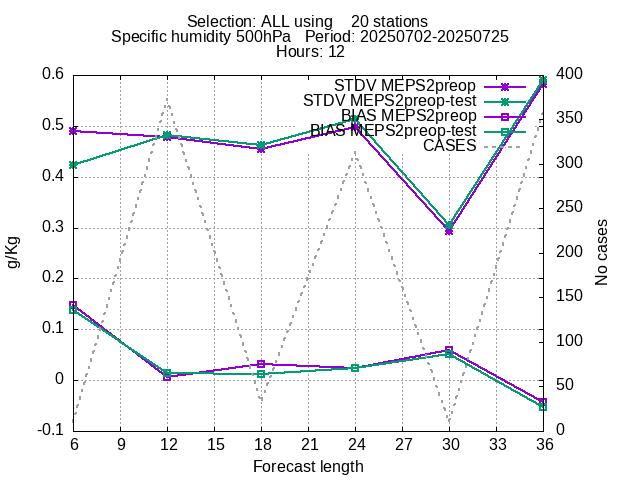 Selection: ALL using    20 stations
Specific humidity 500hPa   Period: 20250702-20250725
Hours: 12
STDV MEPS2preop
STDV MEPS2preop-test
BIAS MEPS2preop
BIAS MEPS2preop-test
CASES
0.6
0.5
0.4
0.3
0.2
0.1
0
-0.1
g/Kg
400
350
300
250
200
150
100
50
0
No cases
6 9 12 15 18 21 24 27 30 33 36
Forecast length